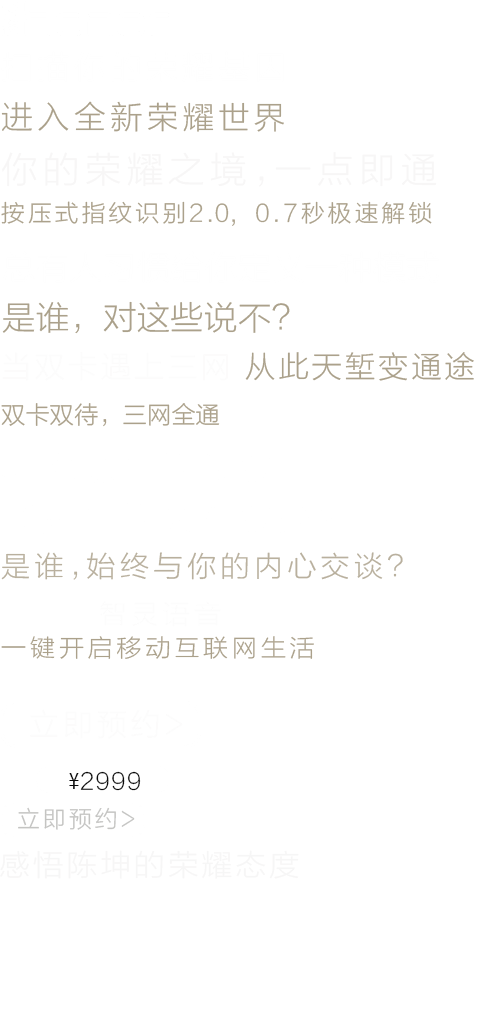 进入全新荣耀世界
你的荣耀之境，一点即通
按压式指纹识别2.0，0.7秒极速解锁
是谁，对这些说不？
当双卡遇上三网 从此天堑变通途
双卡双待，三网全通
是谁，始终与你的内心交谈？
一键开启移动互联网生活
立即预约>
¥2999
立即预约>
感悟陈坤的荣耀态度